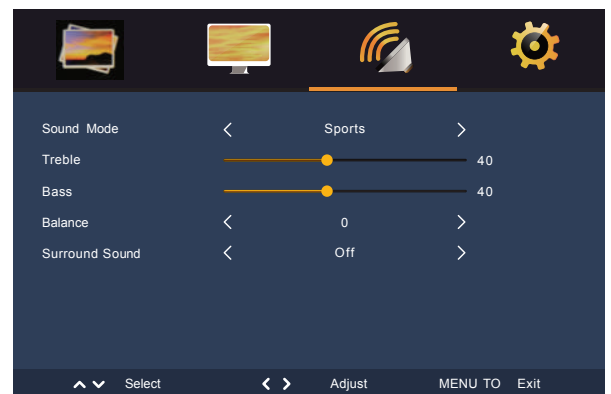 Sound Mode Sports
Treble 40
Bass 40
Balance 0
Surround Sound Off
Select Adjust MENU TO Exit